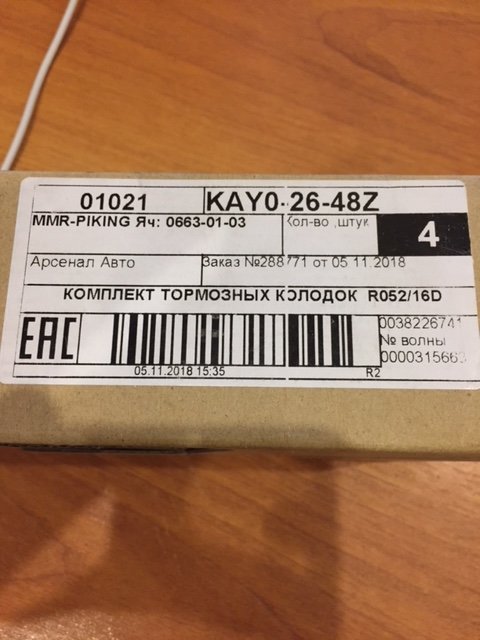 01021 KAY0-26-48Z
MMR-PIKING Яч: 0663-01-03 Кол-во ,штук 4
Арсенал Авто Заказ №288771 от 05 11.2018
КОМПЛЕКТ ТОРМОЗНЫХ КОЛОДОК R052/16D
EAC 0038226741
№ волны
0000315663
05.11.2018 15:35 R2